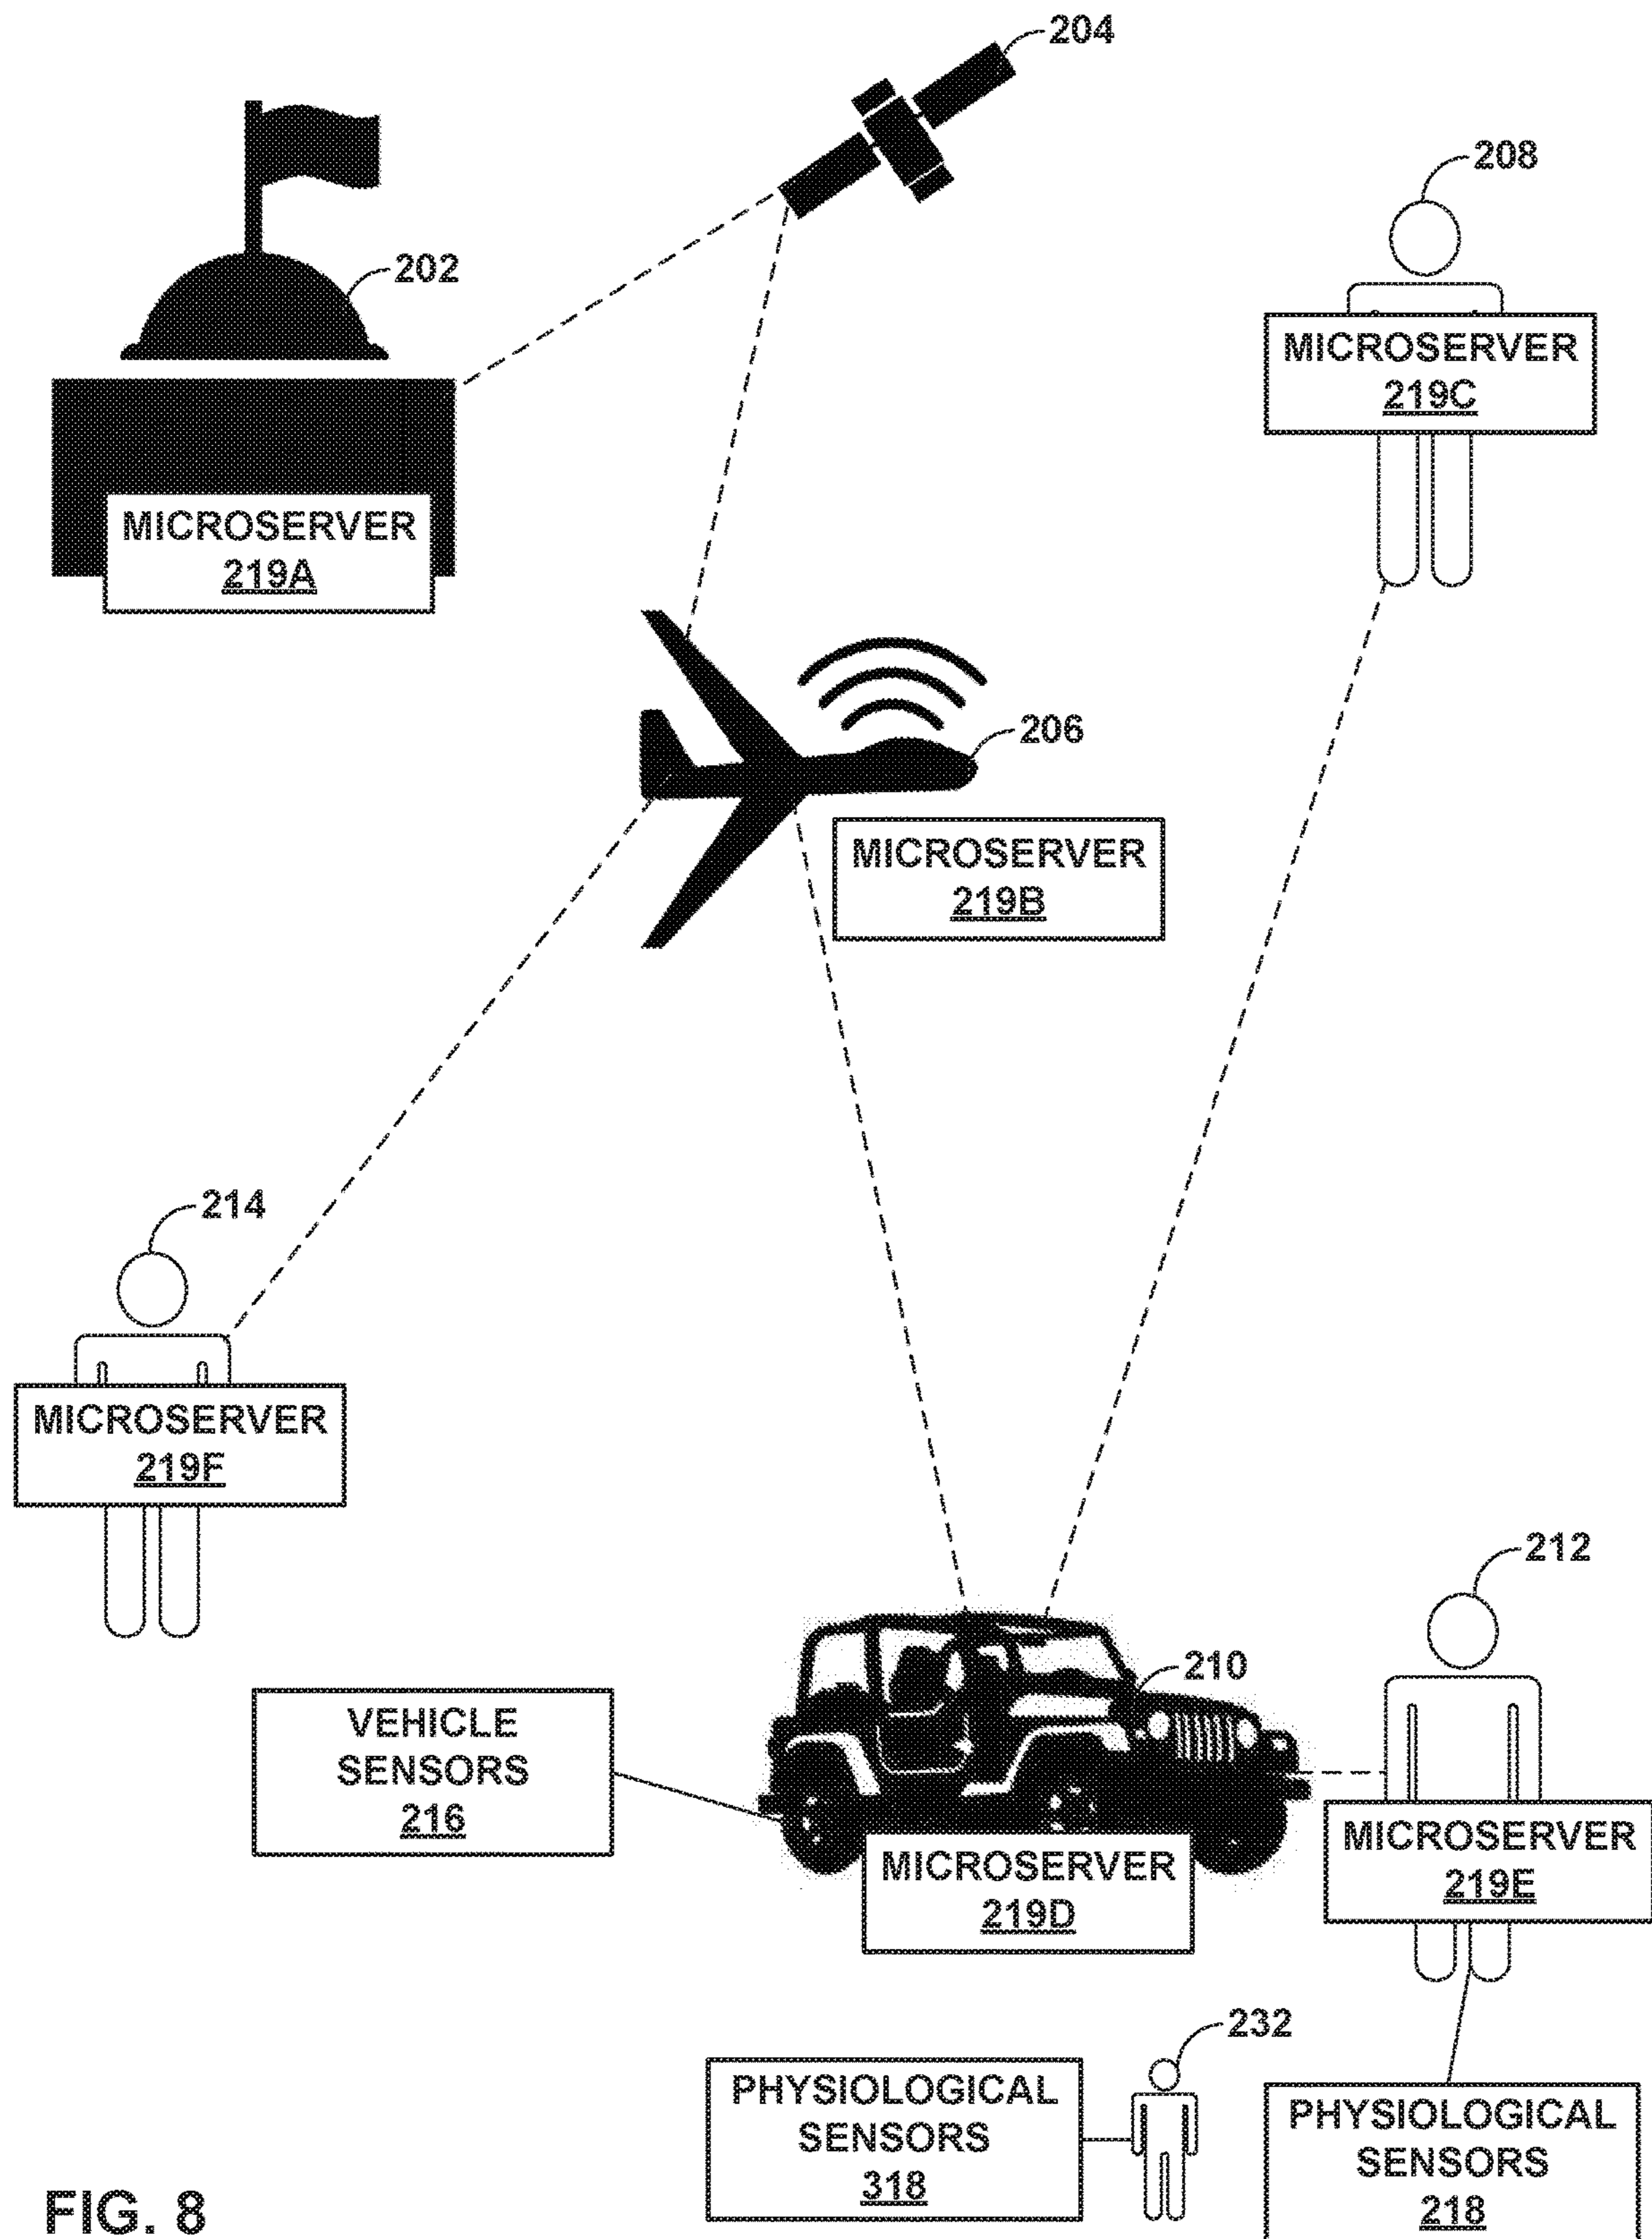 204
208
202
MICROSERVER
219C
MICROSERVER
219A
206
MICROSERVER
219B
214
MICROSERVER
219F
212
210
VEHICLE
SENSORS
216
MICROSERVER
219E
MICROSERVER
219D
232
PHYSIOLOGICAL
SENSORS
318
PHYSIOLOGICAL
SENSORS
218
FIG. 8